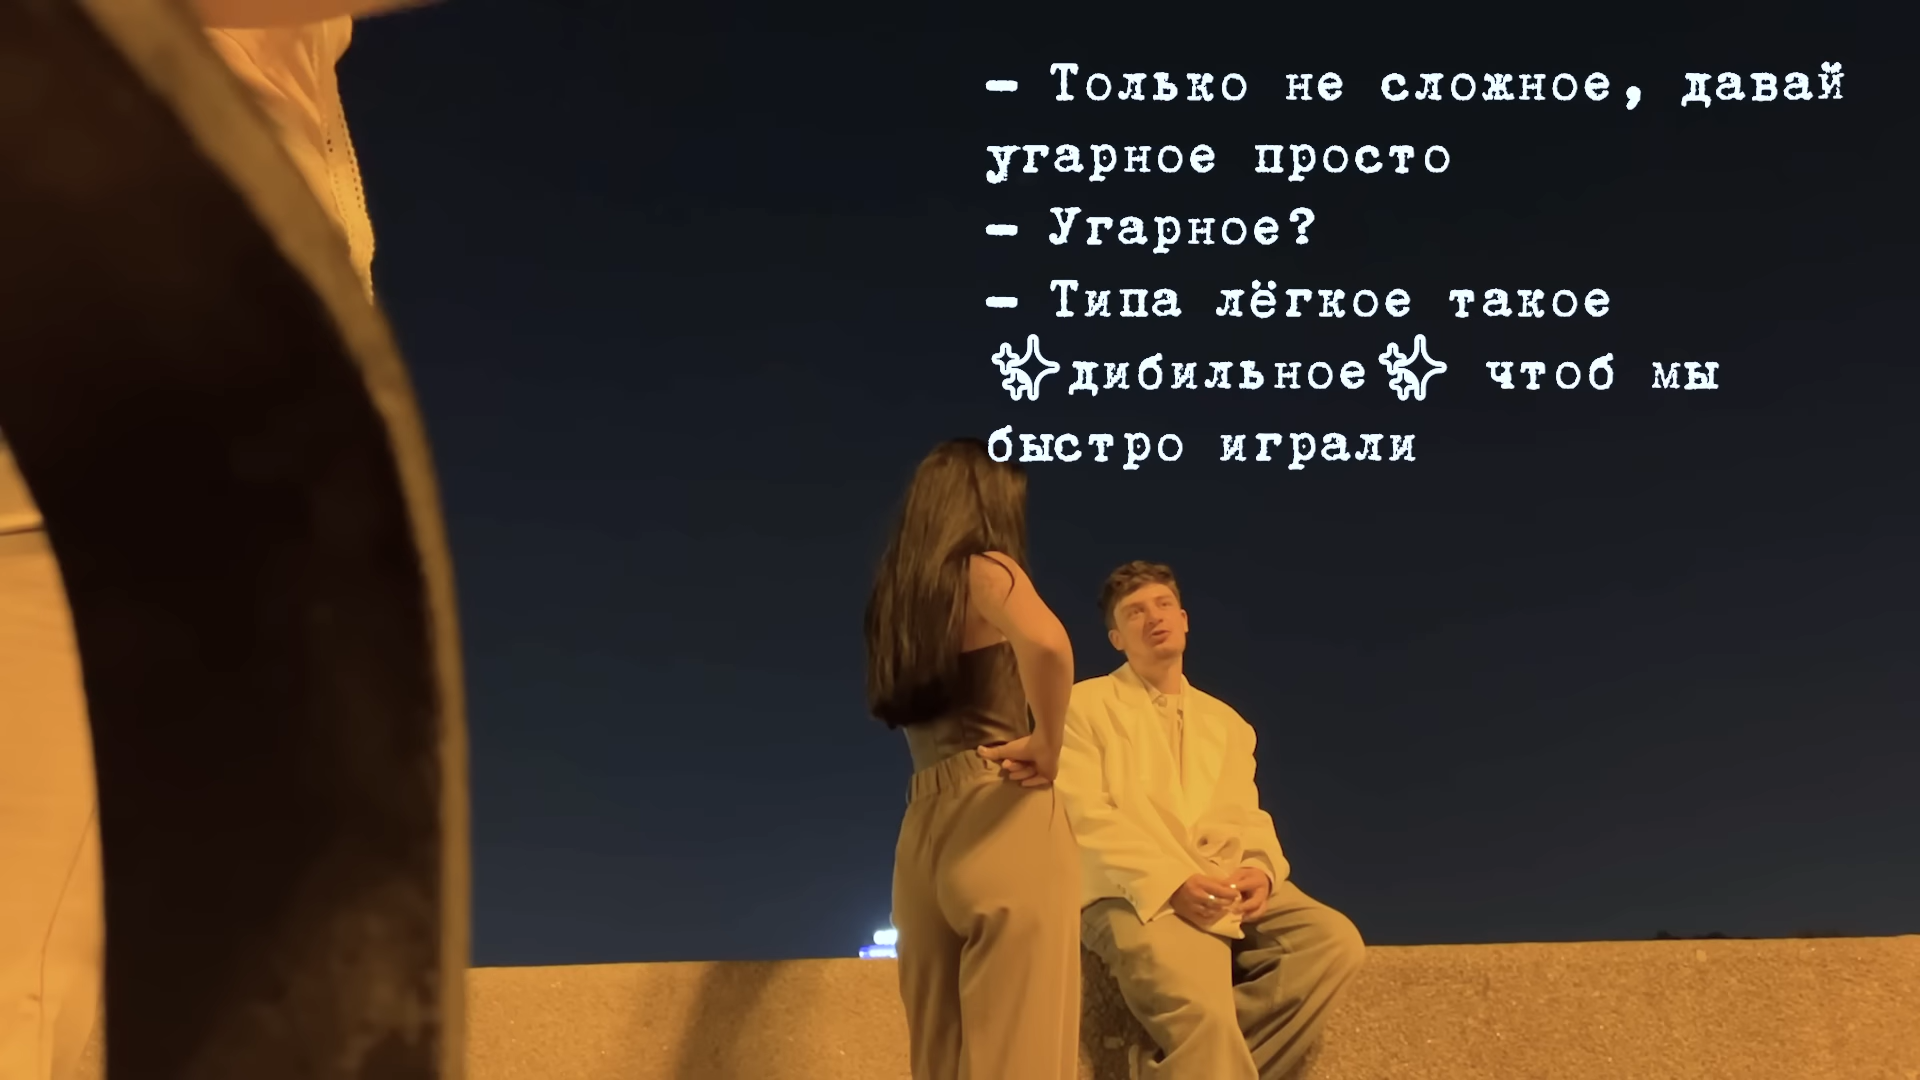 – Только не сложное, давай
угарное просто
– Угарное?
– Типа лёгкое такое
✨дибильное✨ чтоб мы
быстро играли